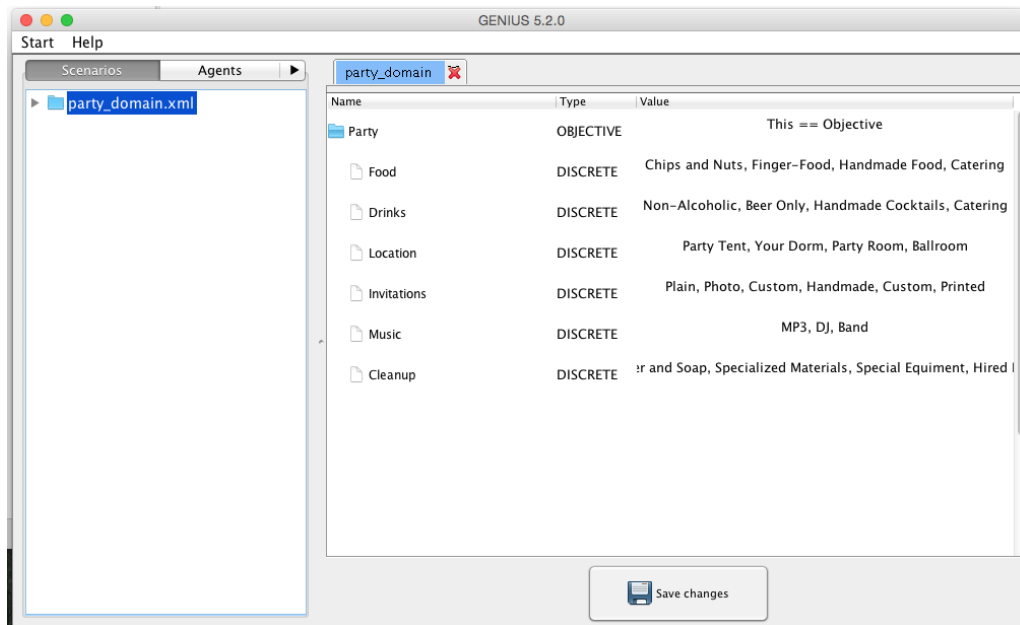 GENIUS 5.2.0
Start Help
Scenarios Agents
party_domain
party_domain.xml
Name Type Value
Party OBJECTIVE This == Objective
Food DISCRETE Chips and Nuts, Finger-Food, Handmade Food, Catering
Drinks DISCRETE Non-Alcoholic, Beer Only, Handmade Cocktails, Catering
Location DISCRETE Party Tent, Your Dorm, Party Room, Ballroom
Invitations DISCRETE Plain, Photo, Custom, Handmade, Custom, Printed
Music DISCRETE MP3, DJ, Band
Cleanup DISCRETE and Soap, Specialized Materials, Special Equiment, Hired
Save changes